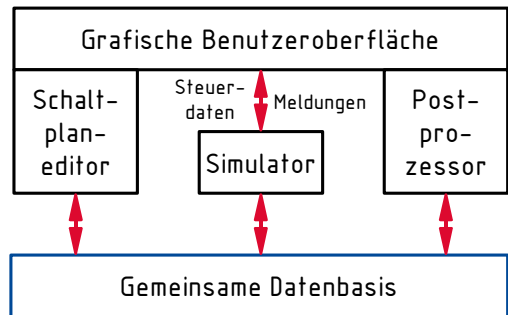 Grafische Benutzeroberfläche
Schalt-
plan-
editor
Steuer-
daten
Meldungen
Simulator
Post-
pro-
zessor
Gemeinsame Datenbasis